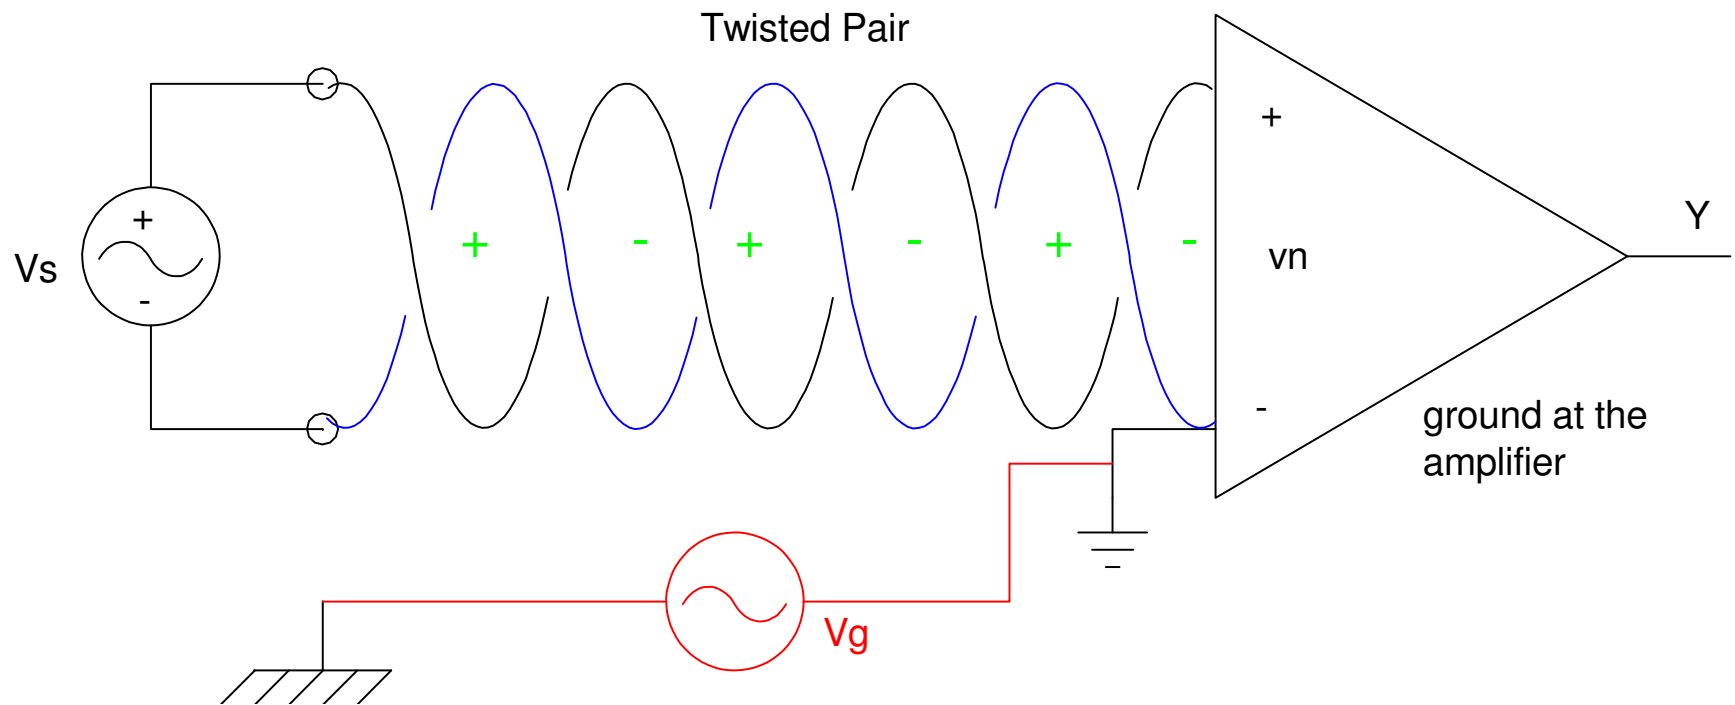 Twisted Pair
+
+
Y
+ - + - + -
Vs
vn
-
-
ground at the
amplifier
Vg